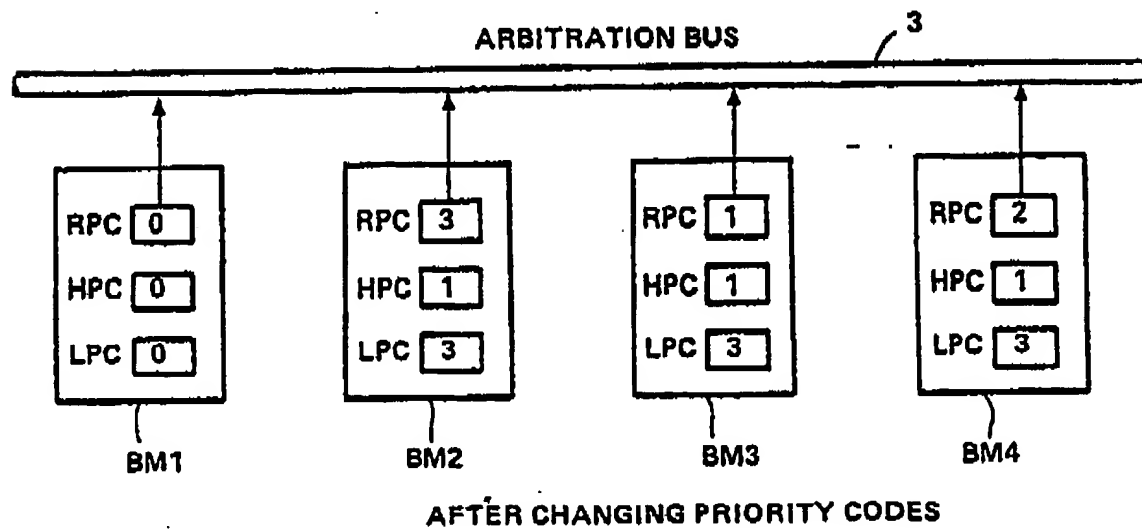 3
ARBITRATION BUS
RPC 0 RPC 3 RPC 1 RPC 2
HPC 0 HPC 1 HPC 1 HPC 1
LPC 0 LPC 3 LPC 3 LPC 3
BM1 BM2 BM3 BM4
AFTER CHANGING PRIORITY CODES